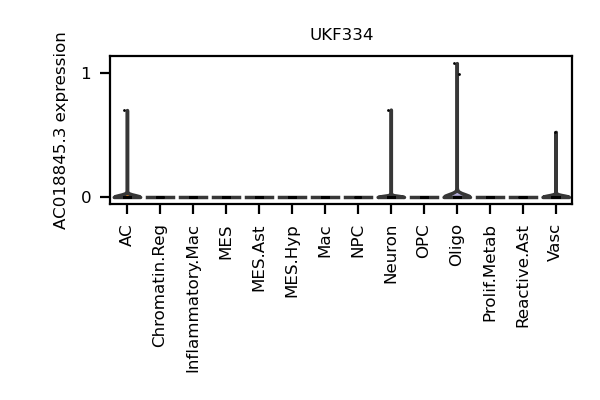 UKF334
AC018845.3 expression
1
0
AC
Chromatin.Reg
Inflammatory.Mac
MES
MES.Ast
MES.Hyp
Mac
NPC
Neuron
OPC
Oligo
Prolif.Metab
Reactive.Ast
Vasc